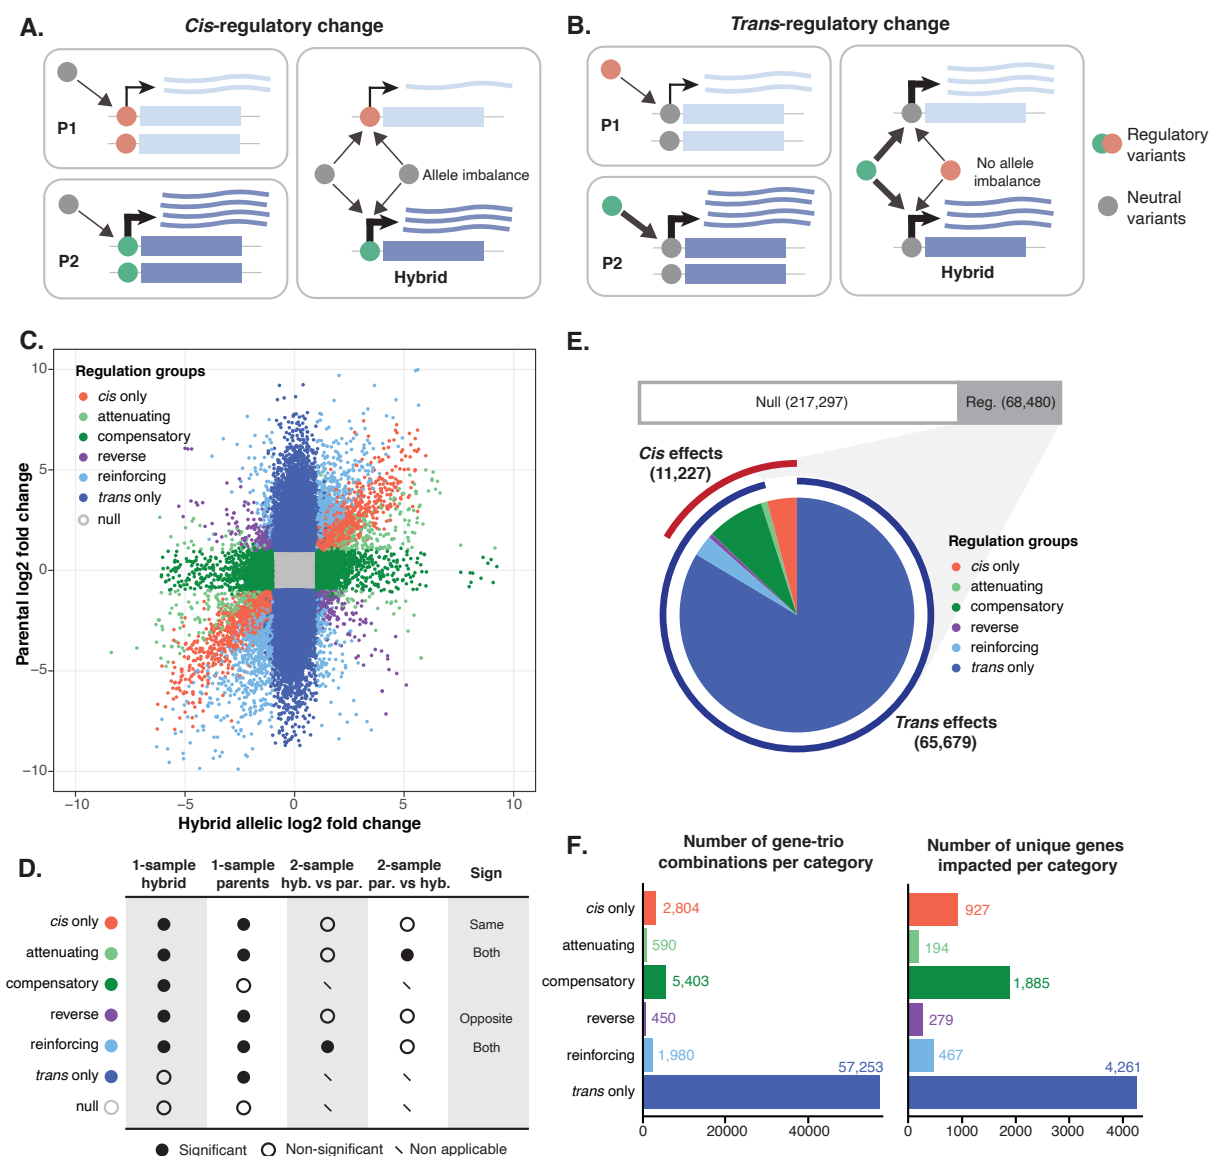 A.
Cis-regulatory change
P1
P2
Allele imbalance
Hybrid
B.
Trans-regulatory change
P1
P2
No allele
imbalance
Hybrid
Regulatory
variants
Neutral
variants
C.
Regulation groups
cis only
attenuating
compensatory
reverse
reinforcing
trans only
null
Parental log2 fold change
10
5
0
−5
−10
−10
−5
0
5
10
Hybrid allelic log2 fold change
E.
Null (217,297)
Reg. (68,480)
Cis effects
(11,227)
Regulation groups
cis only
attenuating
compensatory
reverse
reinforcing
trans only
Trans effects
(65,679)
D.
1-sample
hybrid
1-sample
parents
2-sample
hyb. vs par.
2-sample
par. vs hyb.
Sign
cis only
Same
attenuating
Both
compensatory
reverse
Opposite
reinforcing
Both
trans only
null
Significant
Non-significant
Non applicable
F.
Number of gene-trio
combinations per category
cis only
2,804
attenuating
590
compensatory
5,403
reverse
450
reinforcing
1,980
trans only
57,253
0
20000
40000
Number of unique genes
impacted per category
927
194
1,885
279
467
4,261
0
1000
2000
3000
4000